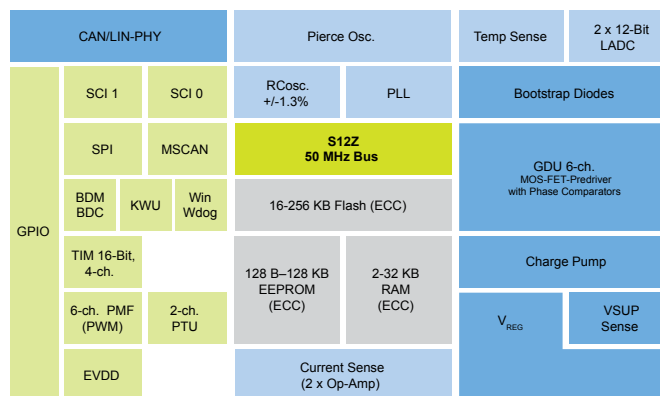 CAN/LIN-PHY
Pierce Osc.
Temp Sense
2 x 12-Bit
LADC
GPIO
SCI 1
SCI 0
RCosc.
+/-1.3%
PLL
Bootstrap Diodes
SPI
MSCAN
S12Z
50 MHz Bus
GDU 6-ch.
MOS-FET-Predriver
with Phase Comparators
BDM
BDC
KWU
Win
Wdog
16-256 KB Flash (ECC)
TIM 16-Bit,
4-ch.
128 B–128 KB
EEPROM
(ECC)
2-32 KB
RAM
(ECC)
Charge Pump
6-ch. PMF
(PWM)
2-ch.
PTU
VREG
VSUP
Sense
EVDD
Current Sense
(2 x Op-Amp)